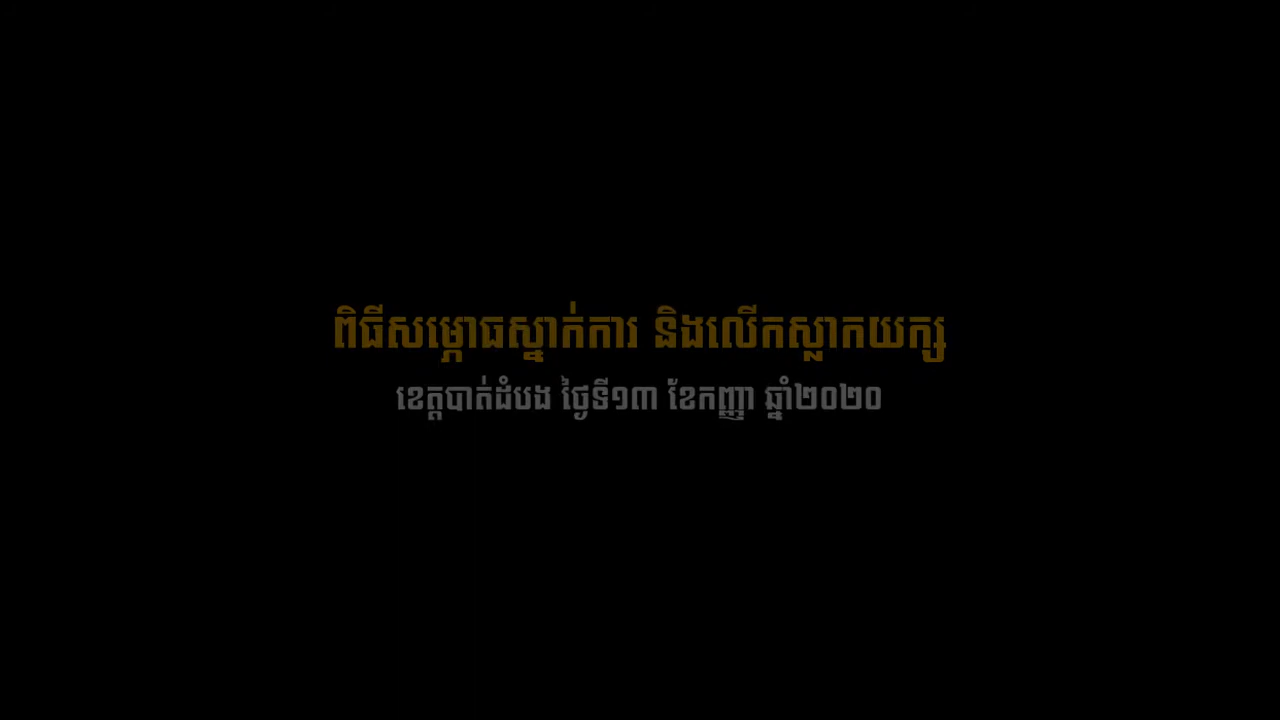 ពិធីសម្ភោធស្នាក់ការ និងលើកស្លាកយក្ស
ខេត្តបាត់ដំបង ថ្ងៃទី១៣ ខែកញ្ញា ឆ្នាំ២០២០